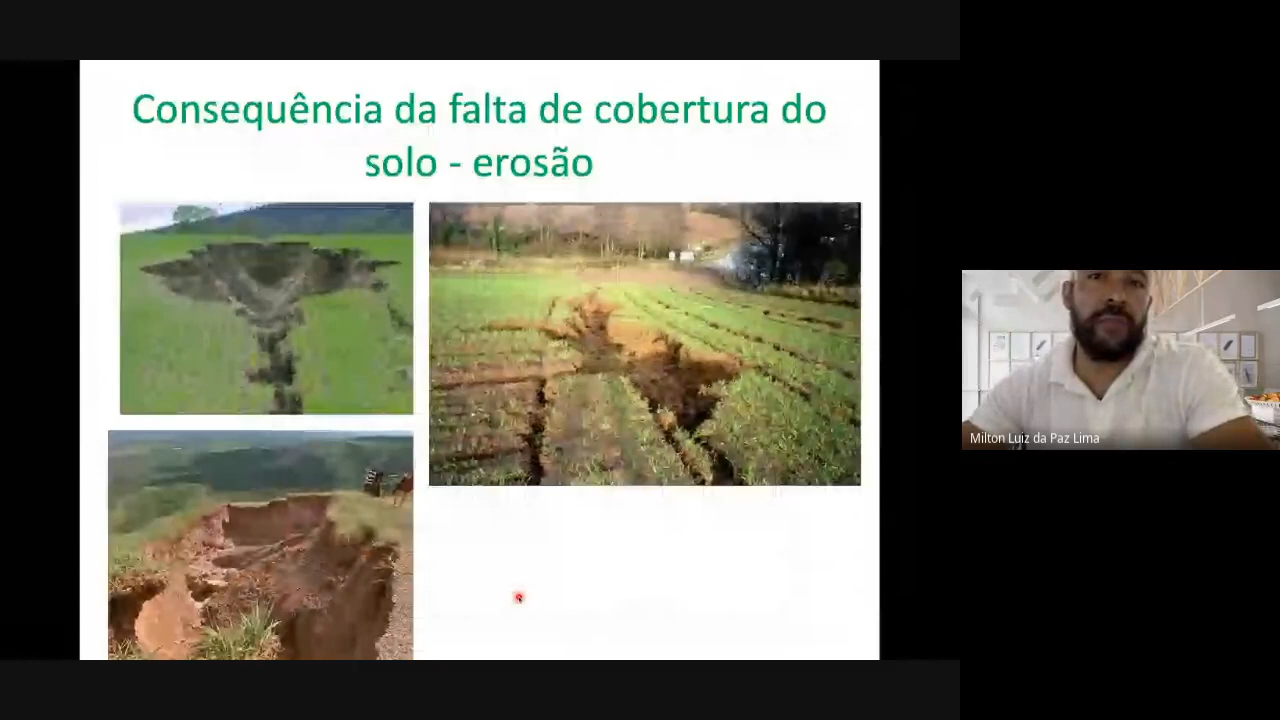 Consequência da falta de cobertura do
solo - erosão
Milton Luiz da Paz Lima